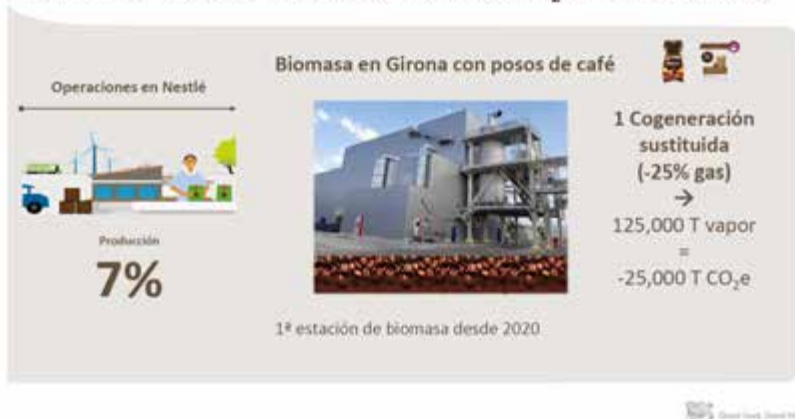 Operaciones en Nestlé
Producción
7%
Biomasa en Girona con posos de café
1ª estación de biomasa desde 2020
1 Cogeneración
sustituida
(-25% gas)
→
125,000 T vapor
=
-25,000 T CO₂e